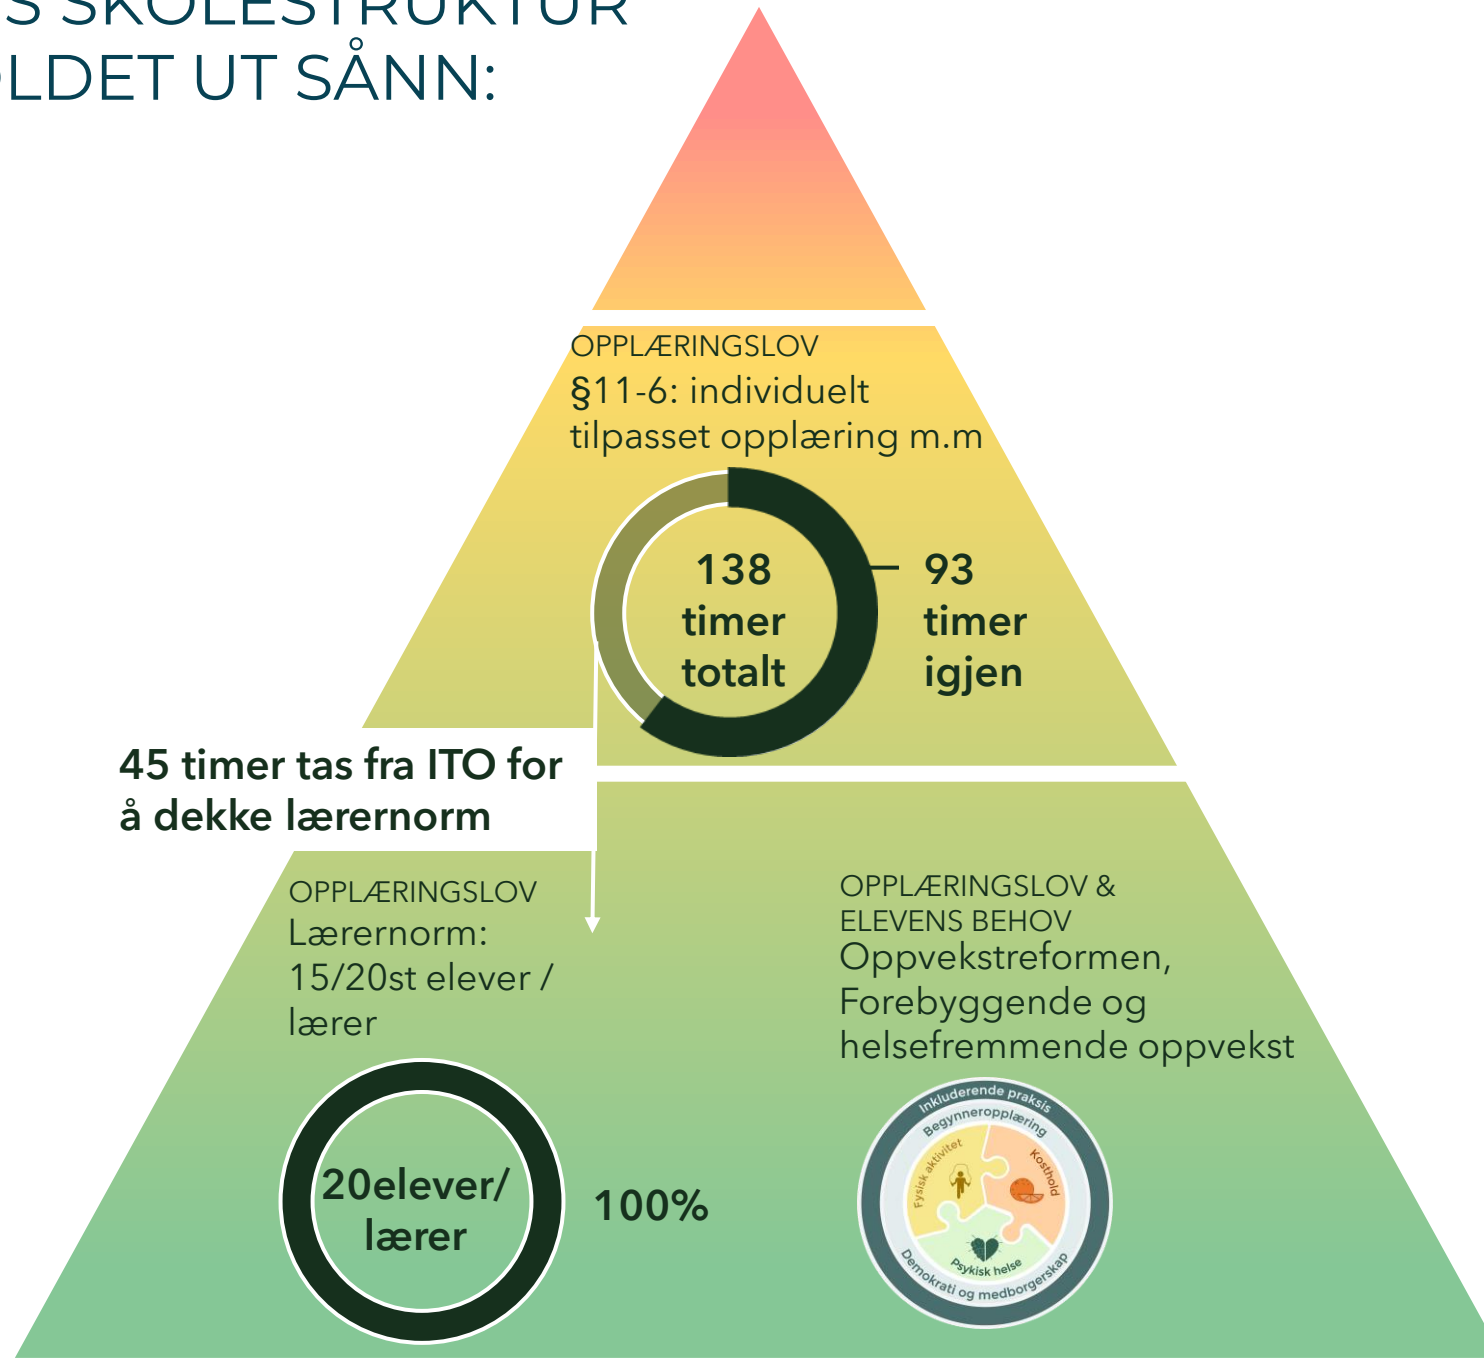 S SKOLESTRUKTUR
LDET UT SÅNN:
OPPLÆRINGSLOV
§11-6: individuelt
tilpasset opplæring m.m
138
timer
totalt
93
timer
igjen
45 timer tas fra ITO for
å dekke lærernorm
OPPLÆRINGSLOV
Lærernorm:
15/20st elever /
lærer
20elever/
lærer
100%
OPPLÆRINGSLOV &
ELEVENS BEHOV
Oppvekstreformen,
Forebyggende og
helsefremmende oppvekst
Inkluderende praksis
Begynneropplæring
Fysisk aktivitet
Kosthold
Psykisk helse
Demokrati og medborgerskap